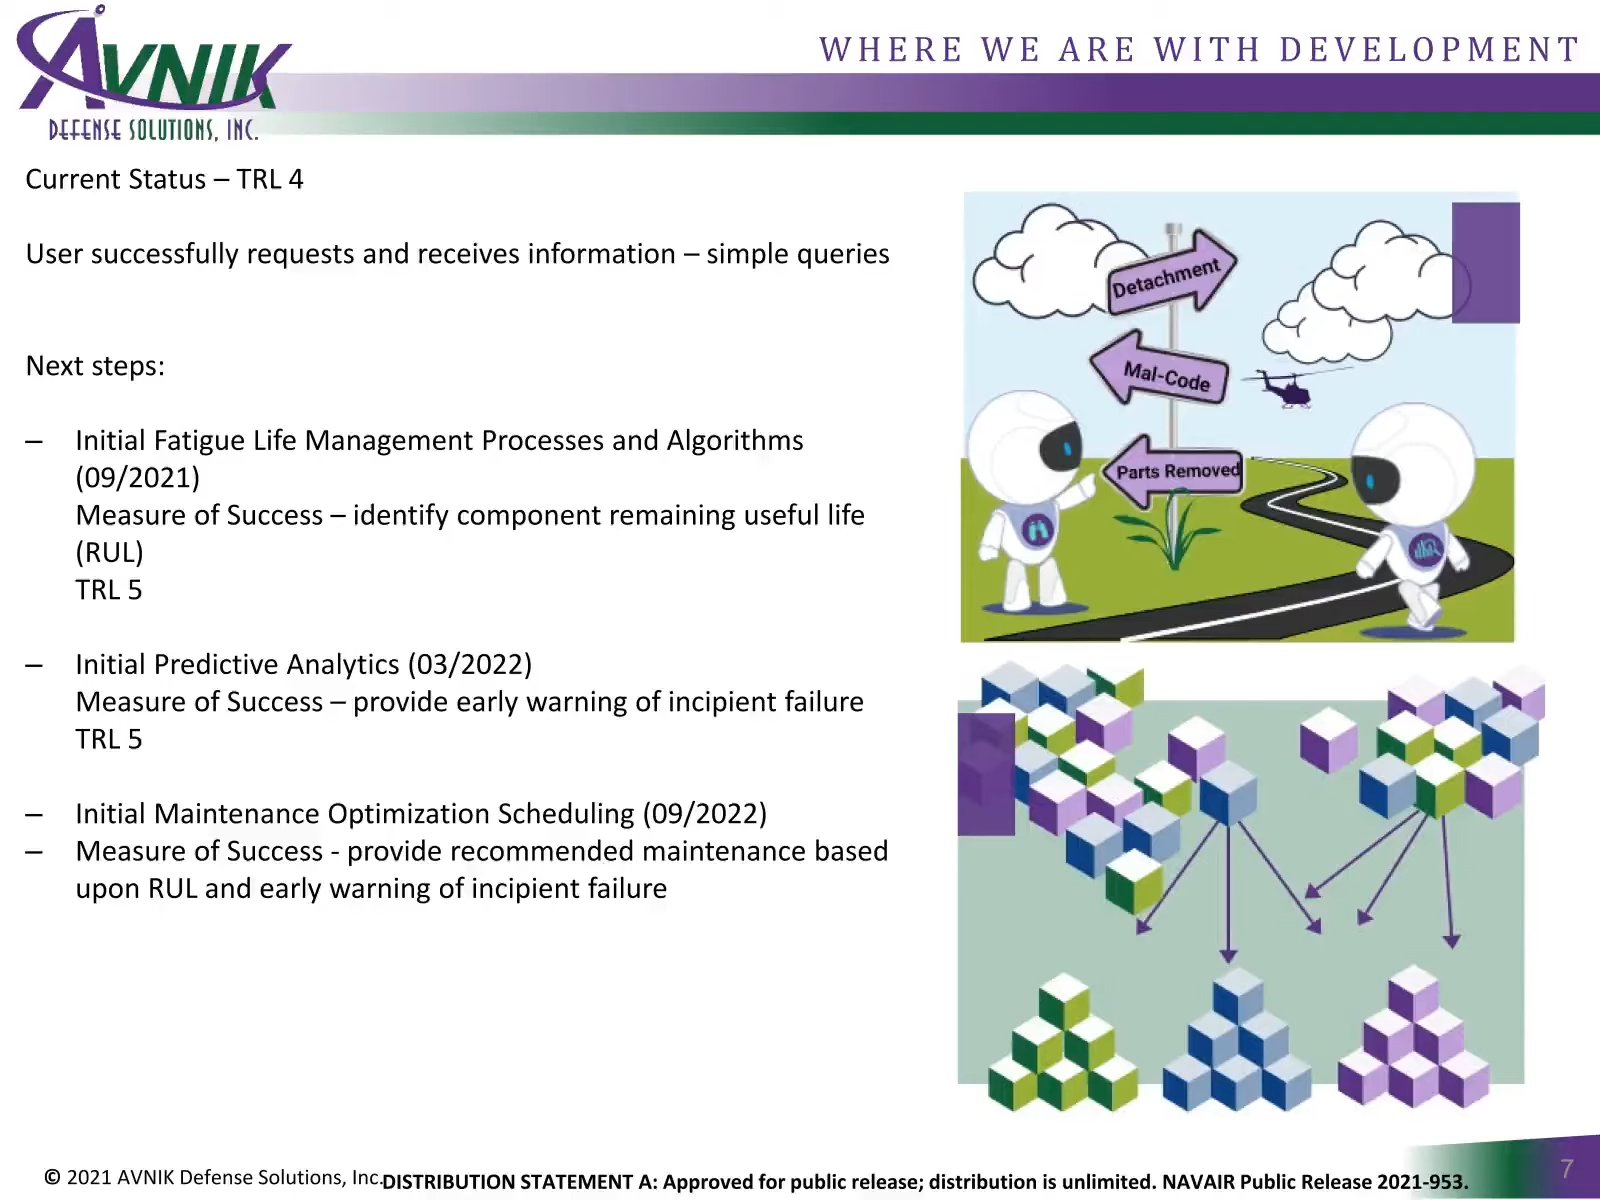 AVNIK
DEFENSE SOLUTIONS, INC.
WHERE WE ARE WITH DEVELOPMENT
Current Status – TRL 4
User successfully requests and receives information – simple queries
Next steps:
– Initial Fatigue Life Management Processes and Algorithms
(09/2021)
Measure of Success – identify component remaining useful life
(RUL)
TRL 5
– Initial Predictive Analytics (03/2022)
Measure of Success – provide early warning of incipient failure
TRL 5
– Initial Maintenance Optimization Scheduling (09/2022)
– Measure of Success - provide recommended maintenance based
upon RUL and early warning of incipient failure
Detachment
Mal-Code
Parts Removed
© 2021 AVNIK Defense Solutions, Inc.
DISTRIBUTION STATEMENT A: Approved for public release; distribution is unlimited. NAVAIR Public Release 2021-953.
7